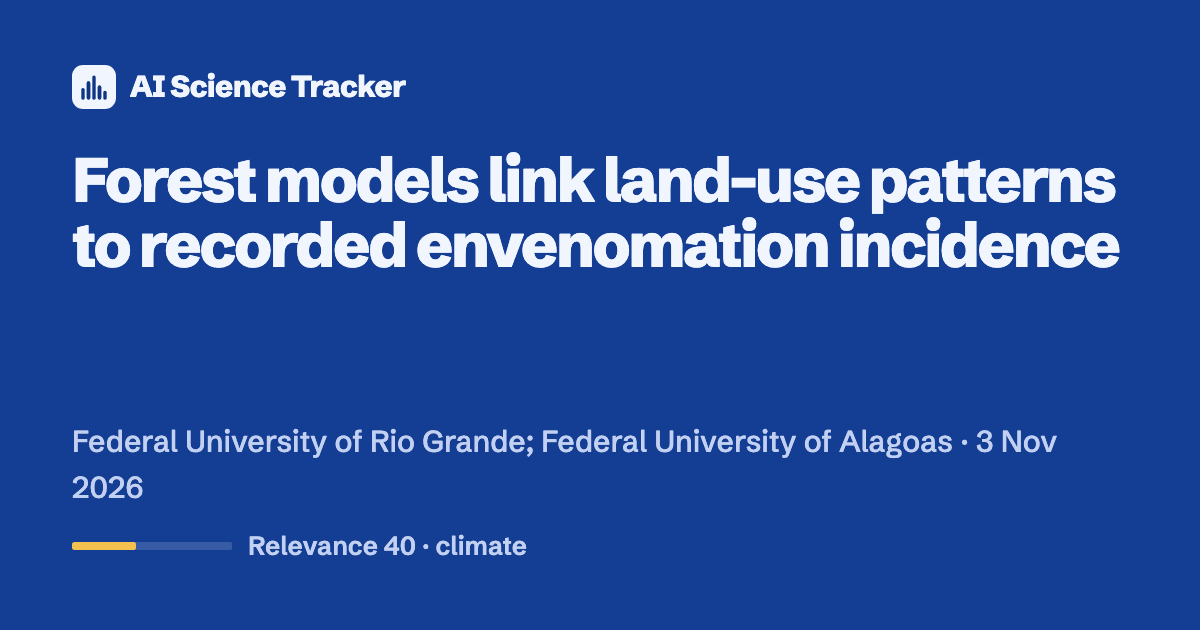 AI Science Tracker
Forest models link land-use patterns
to recorded envenomation incidence
Federal University of Rio Grande; Federal University of Alagoas · 3 Nov
2026
Relevance 40 · climate